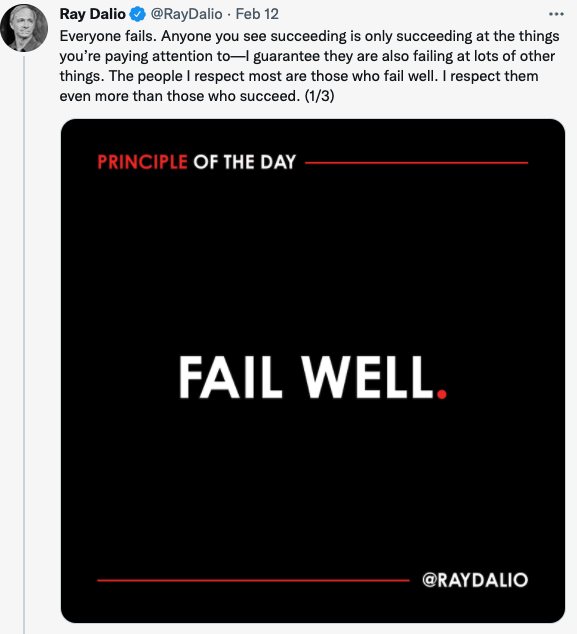 Ray Dalio @RayDalio · Feb 12
Everyone fails. Anyone you see succeeding is only succeeding at the things
you’re paying attention to—I guarantee they are also failing at lots of other
things. The people I respect most are those who fail well. I respect them
even more than those who succeed. (1/3)
PRINCIPLE OF THE DAY
FAIL WELL.
@RAYDALIO